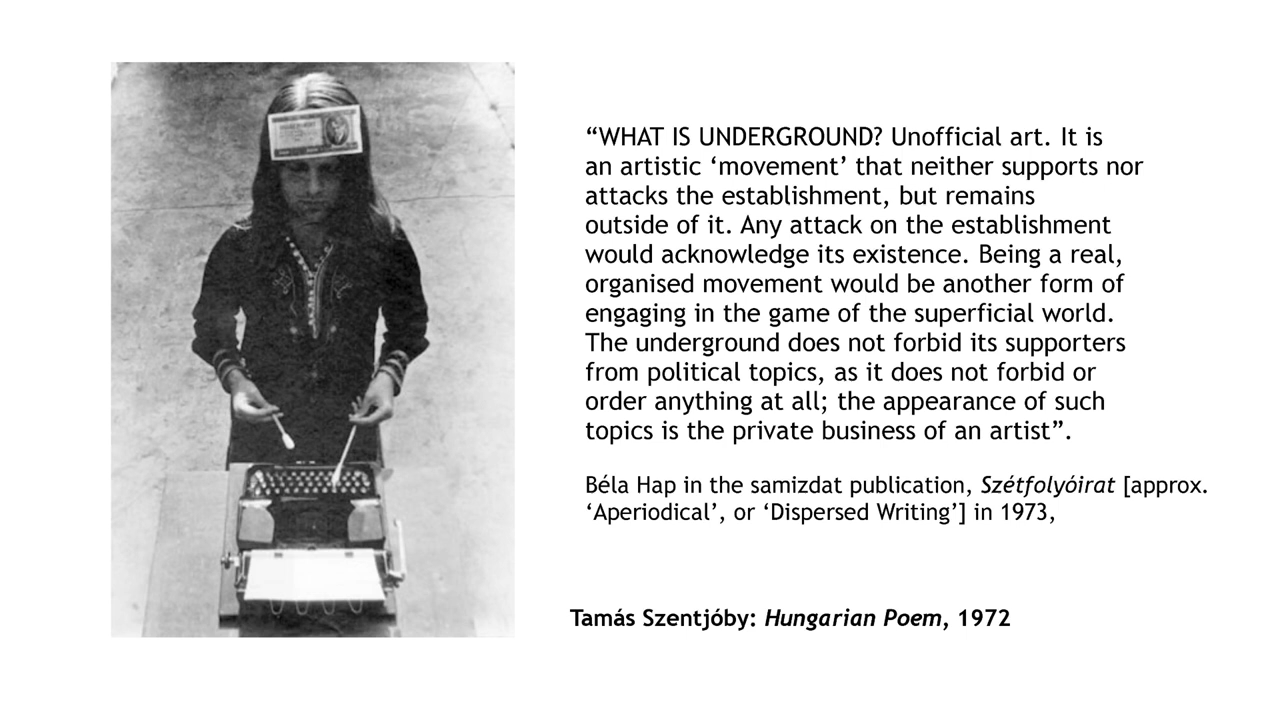 “WHAT IS UNDERGROUND? Unofficial art. It is
an artistic ‘movement’ that neither supports nor
attacks the establishment, but remains
outside of it. Any attack on the establishment
would acknowledge its existence. Being a real,
organised movement would be another form of
engaging in the game of the superficial world.
The underground does not forbid its supporters
from political topics, as it does not forbid or
order anything at all; the appearance of such
topics is the private business of an artist”.
Béla Hap in the samizdat publication, Szétfolyóirat [approx.
‘Aperiodical’, or ‘Dispersed Writing’] in 1973,
Tamás Szentjóby: Hungarian Poem, 1972